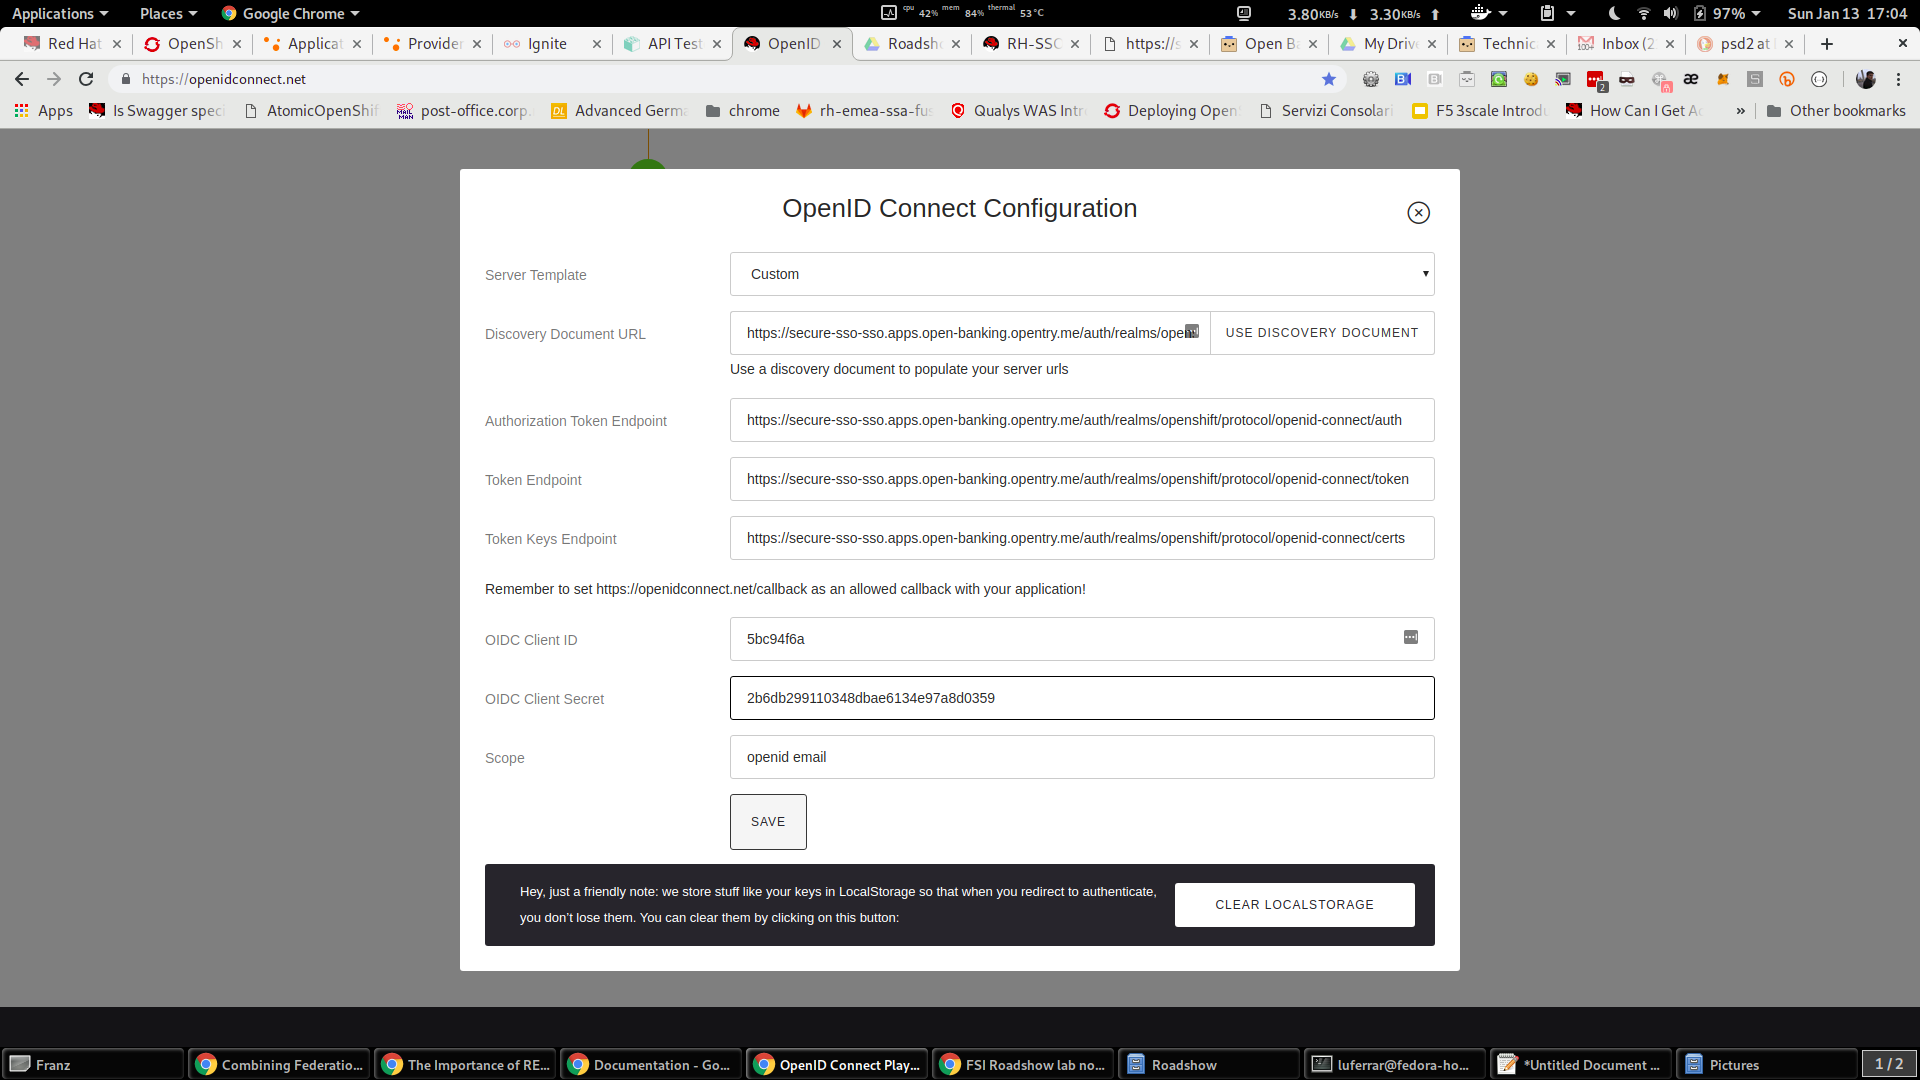 Applications Places Google Chrome cpu 42% mem 84% thermal 53°C 3.80KB/s 3.30KB/s 97% Sun Jan 13 17:04
Red Hat OpenSh Applicat Provider Ignite API Test OpenID Roadsh RH-SSO https://s Open B My Drive Technic Inbox (2 psd2 at
https://openidconnect.net
Apps Is Swagger spec AtomicOpenShif post-office.corp. Advanced Germa chrome rh-emea-ssa-fus Qualys WAS Intr Deploying Open Servizi Consolar F5 3scale Introdu How Can I Get Ac » Other bookmarks
OpenID Connect Configuration
Server Template Custom
Discovery Document URL https://secure-sso-sso.apps.open-banking.opentry.me/auth/realms/open USE DISCOVERY DOCUMENT
Use a discovery document to populate your server urls
Authorization Token Endpoint https://secure-sso-sso.apps.open-banking.opentry.me/auth/realms/openshift/protocol/openid-connect/auth
Token Endpoint https://secure-sso-sso.apps.open-banking.opentry.me/auth/realms/openshift/protocol/openid-connect/token
Token Keys Endpoint https://secure-sso-sso.apps.open-banking.opentry.me/auth/realms/openshift/protocol/openid-connect/certs
Remember to set https://openidconnect.net/callback as an allowed callback with your application!
OIDC Client ID 5bc94f6a
OIDC Client Secret 2b6db299110348dbae6134e97a8d0359
Scope openid email
SAVE
Hey, just a friendly note: we store stuff like your keys in LocalStorage so that when you redirect to authenticate,
you don't lose them. You can clear them by clicking on this button:
CLEAR LOCALSTORAGE
Franz Combining Federatio... The Importance of RE... Documentation - Go... OpenID Connect Play... FSI Roadshow lab no... Roadshow luferrar@fedora-ho... *Untitled Document ... Pictures 1 / 2